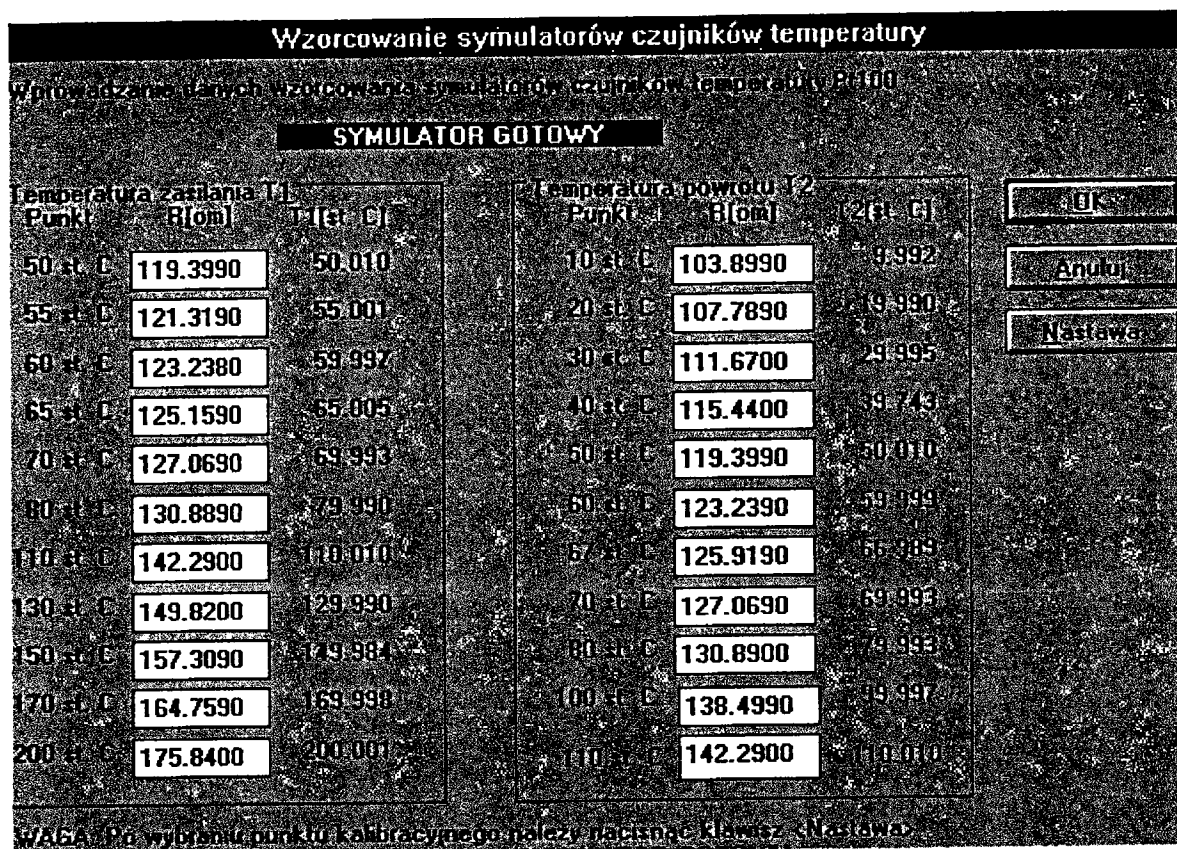 Wzorcowanie symulatorów czujników temperatury
Wprowadzanie danych wzorcowania symulatorów czujników temperatury Pt100
SYMULATOR GOTOWY
Temperatura zasilania T1
Punkt R[om] T1[st. C]
50 st. C 119.3990 50.010
55 st. C 121.3190 55.001
60 st. C 123.2380 59.997
65 st. C 125.1590 65.005
70 st. C 127.0690 69.993
80 st. C 130.8890 79.990
110 st. C 142.2900 110.010
130 st. C 149.8200 129.990
150 st. C 157.3090 149.984
170 st. C 164.7590 169.998
200 st. C 175.8400 200.001
Temperatura powrotu T2
Punkt R[om] T2[st. C]
10 st. C 103.8990 9.992
20 st. C 107.7890 19.990
30 st. C 111.6700 29.995
40 st. C 115.4400 39.743
50 st. C 119.3990 50.010
60 st. C 123.2390 59.999
67 st. C 125.9190 66.989
70 st. C 127.0690 69.993
80 st. C 130.8900 79.993
100 st. C 138.4990 99.997
110 st. C 142.2900 110.010
OK
Anuluj
Nastawa>
WAGA: Po wybraniu punktu kalibracyjnego należy nacisnąć klawisz <Nastawa>